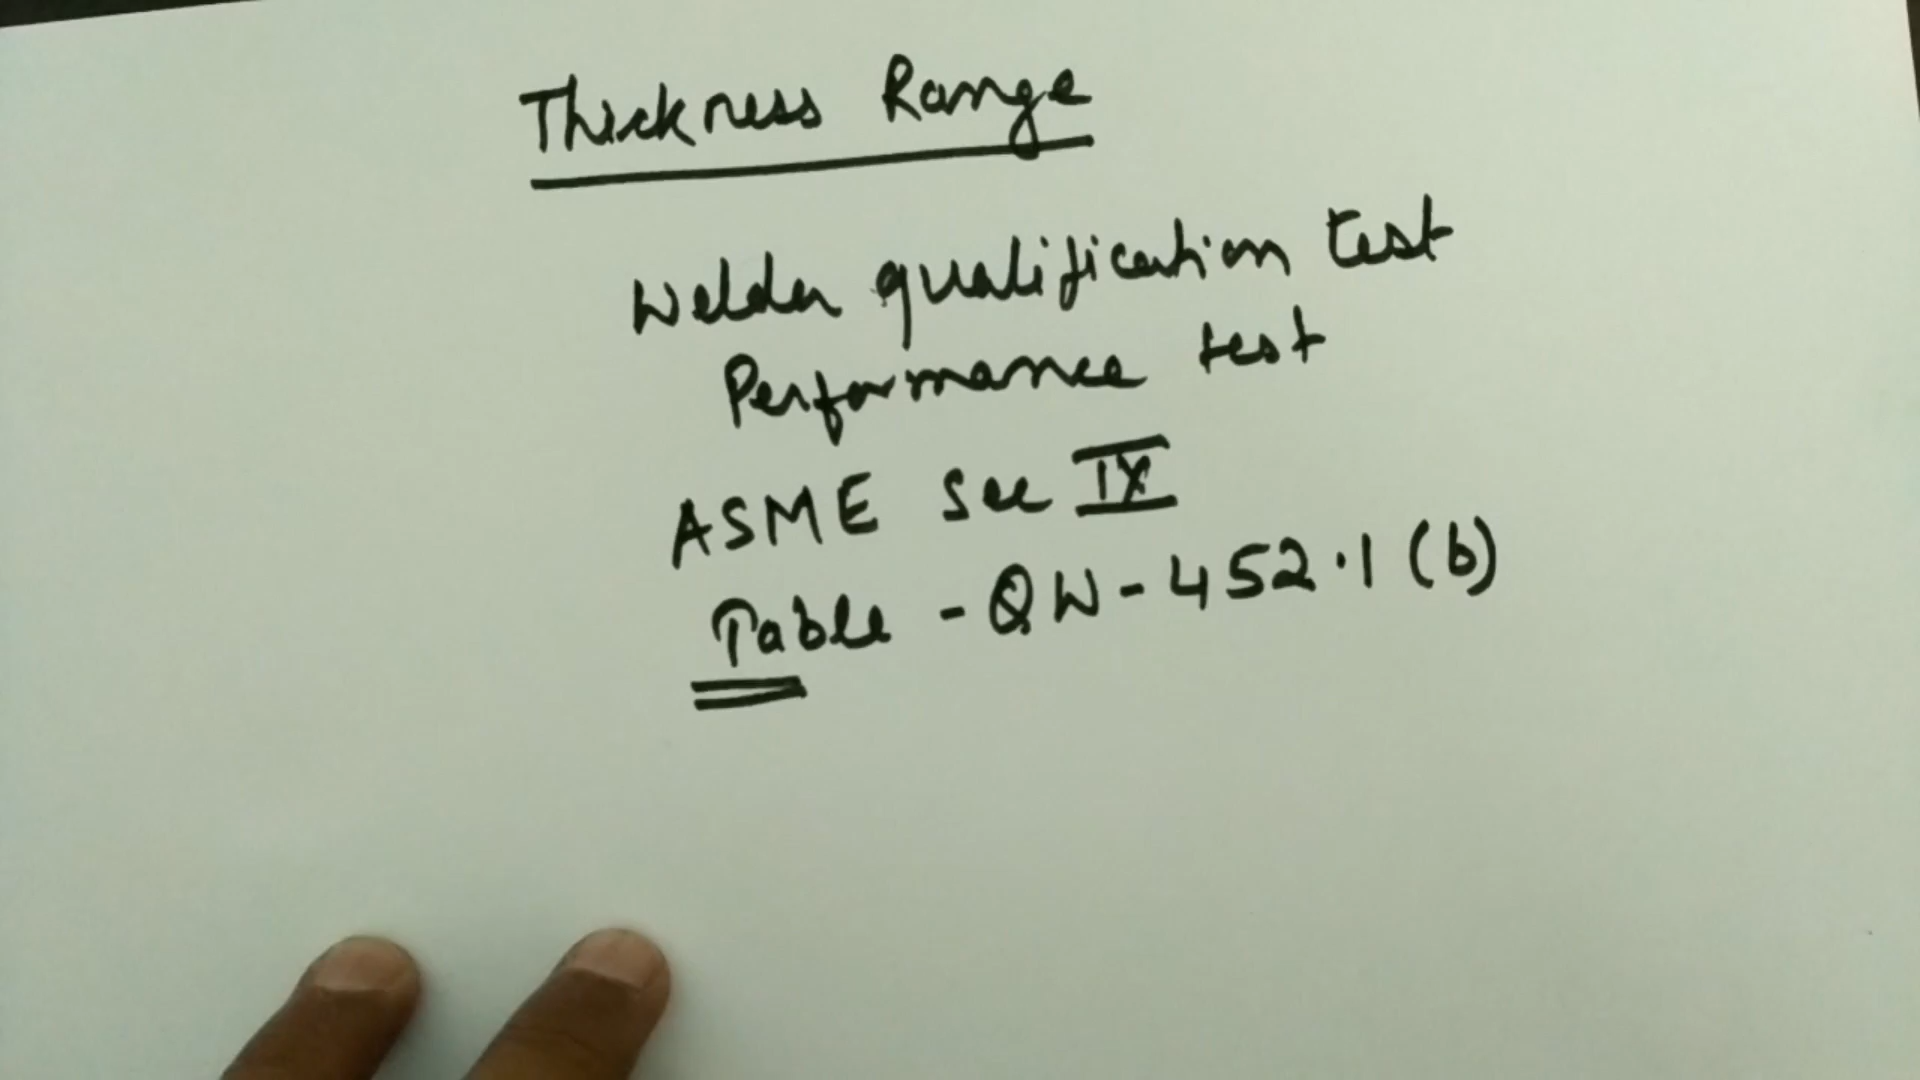 Thickness Range
Welder qualification test
Performance test
ASME Sec IX
Table - QW - 452.1 (b)